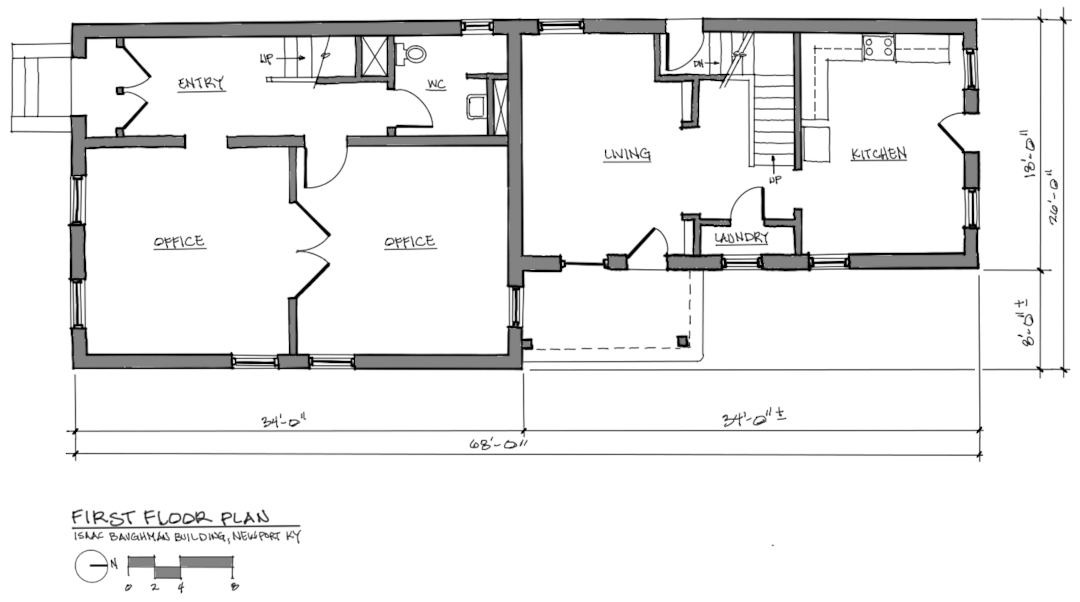 UP
ENTRY
WC
DN
LIVING
KITCHEN
UP
OFFICE
OFFICE
LAUNDRY
18'-0"
26'-0"
8'-0"±
34'-0"
34'-0"±
68'-0"
FIRST FLOOR PLAN
ISAAC BAUGHMAN BUILDING, NEWPORT KY
N
0 2 4 8